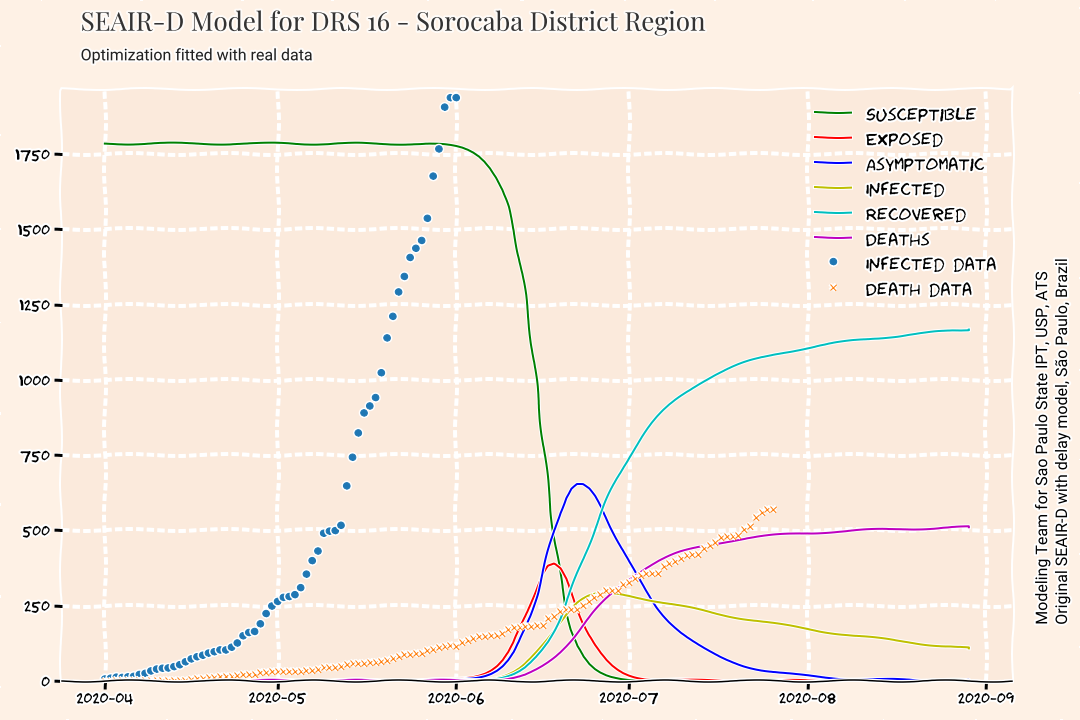 SEAIR-D Model for DRS 16 - Sorocaba District Region
Optimization fitted with real data
SUSCEPTIBLE
EXPOSED
ASYMPTOMATIC
INFECTED
RECOVERED
DEATHS
INFECTED DATA
DEATH DATA
1750
1500
1250
1000
750
500
250
0
2020-04
2020-05
2020-06
2020-07
2020-08
2020-09
Modeling Team for Sao Paulo State IPT, USP, ATS
Original SEAIR-D with delay model, São Paulo, Brazil